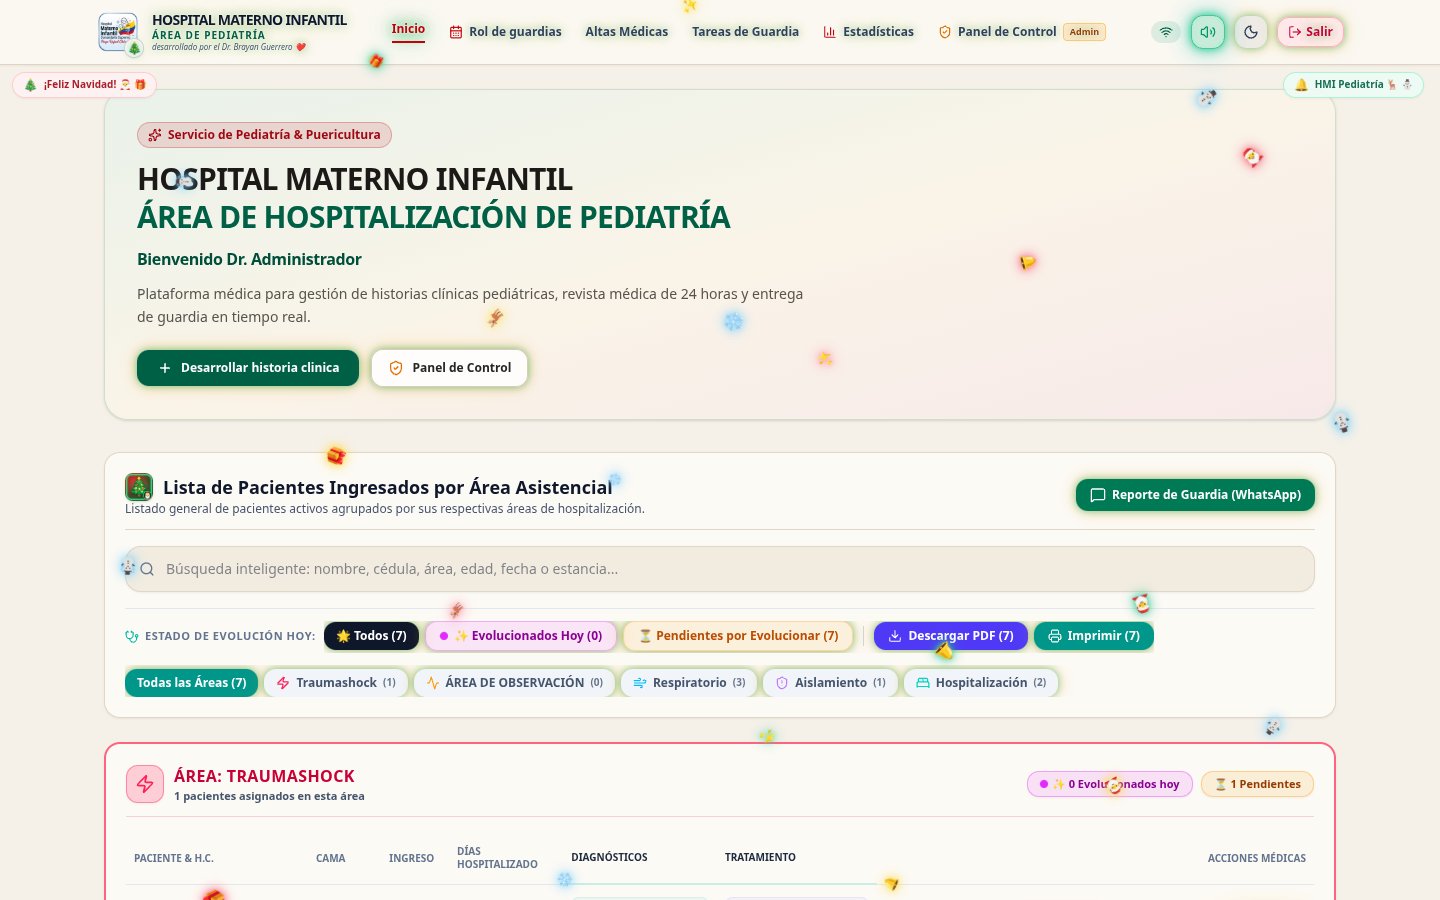 HOSPITAL MATERNO INFANTIL
ÁREA DE PEDIATRÍA
desarrollado por el Dr. Brayan Guerrero ❤️
Inicio
Rol de guardias
Altas Médicas
Tareas de Guardia
Estadísticas
Panel de Control Admin
Salir
🎄 ¡Feliz Navidad! 🎅 🎁
🔔 HMI Pediatría 🦌 ⛄
Servicio de Pediatría & Puericultura
HOSPITAL MATERNO INFANTIL
ÁREA DE HOSPITALIZACIÓN DE PEDIATRÍA
Bienvenido Dr. Administrador
Plataforma médica para gestión de historias clínicas pediátricas, revista médica de 24 horas y entrega
de guardia en tiempo real.
Desarrollar historia clinica
Panel de Control
Lista de Pacientes Ingresados por Área Asistencial
Listado general de pacientes activos agrupados por sus respectivas áreas de hospitalización.
Reporte de Guardia (WhatsApp)
Búsqueda inteligente: nombre, cédula, área, edad, fecha o estancia...
ESTADO DE EVOLUCIÓN HOY:
🌟 Todos (7)
✨ Evolucionados Hoy (0)
⏳ Pendientes por Evolucionar (7)
Descargar PDF (7)
Imprimir (7)
Todas las Áreas (7)
Traumashock (1)
ÁREA DE OBSERVACIÓN (0)
Respiratorio (3)
Aislamiento (1)
Hospitalización (2)
ÁREA: TRAUMASHOCK
1 pacientes asignados en esta área
✨ 0 Evolucionados hoy
⏳ 1 Pendientes
PACIENTE & H.C.
CAMA
INGRESO
DÍAS
HOSPITALIZADO
DIAGNÓSTICOS
TRATAMIENTO
ACCIONES MÉDICAS